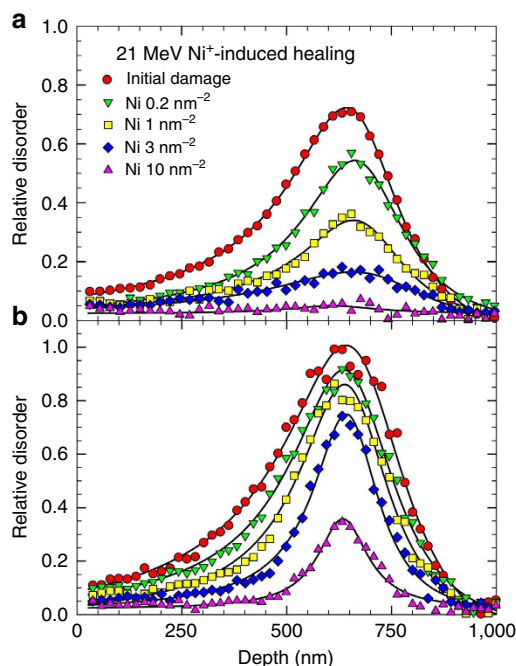 a
1.0
0.8
0.6
0.4
0.2
0.0
Relative disorder
21 MeV Ni⁺-induced healing
Initial damage
Ni 0.2 nm⁻²
Ni 1 nm⁻²
Ni 3 nm⁻²
Ni 10 nm⁻²
b
1.0
0.8
0.6
0.4
0.2
0.0
Relative disorder
0 250 500 750 1,000
Depth (nm)